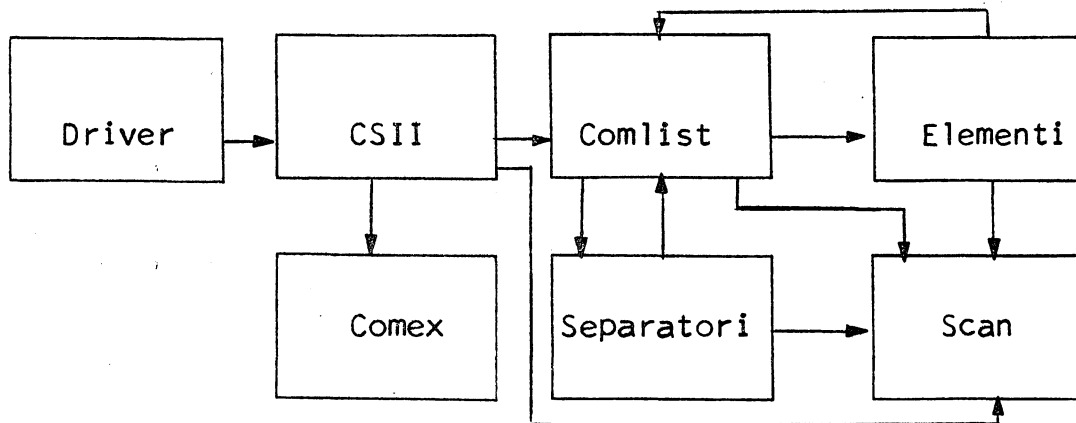 Driver
CSII
Comlist
Elementi
Comex
Separatori
Scan